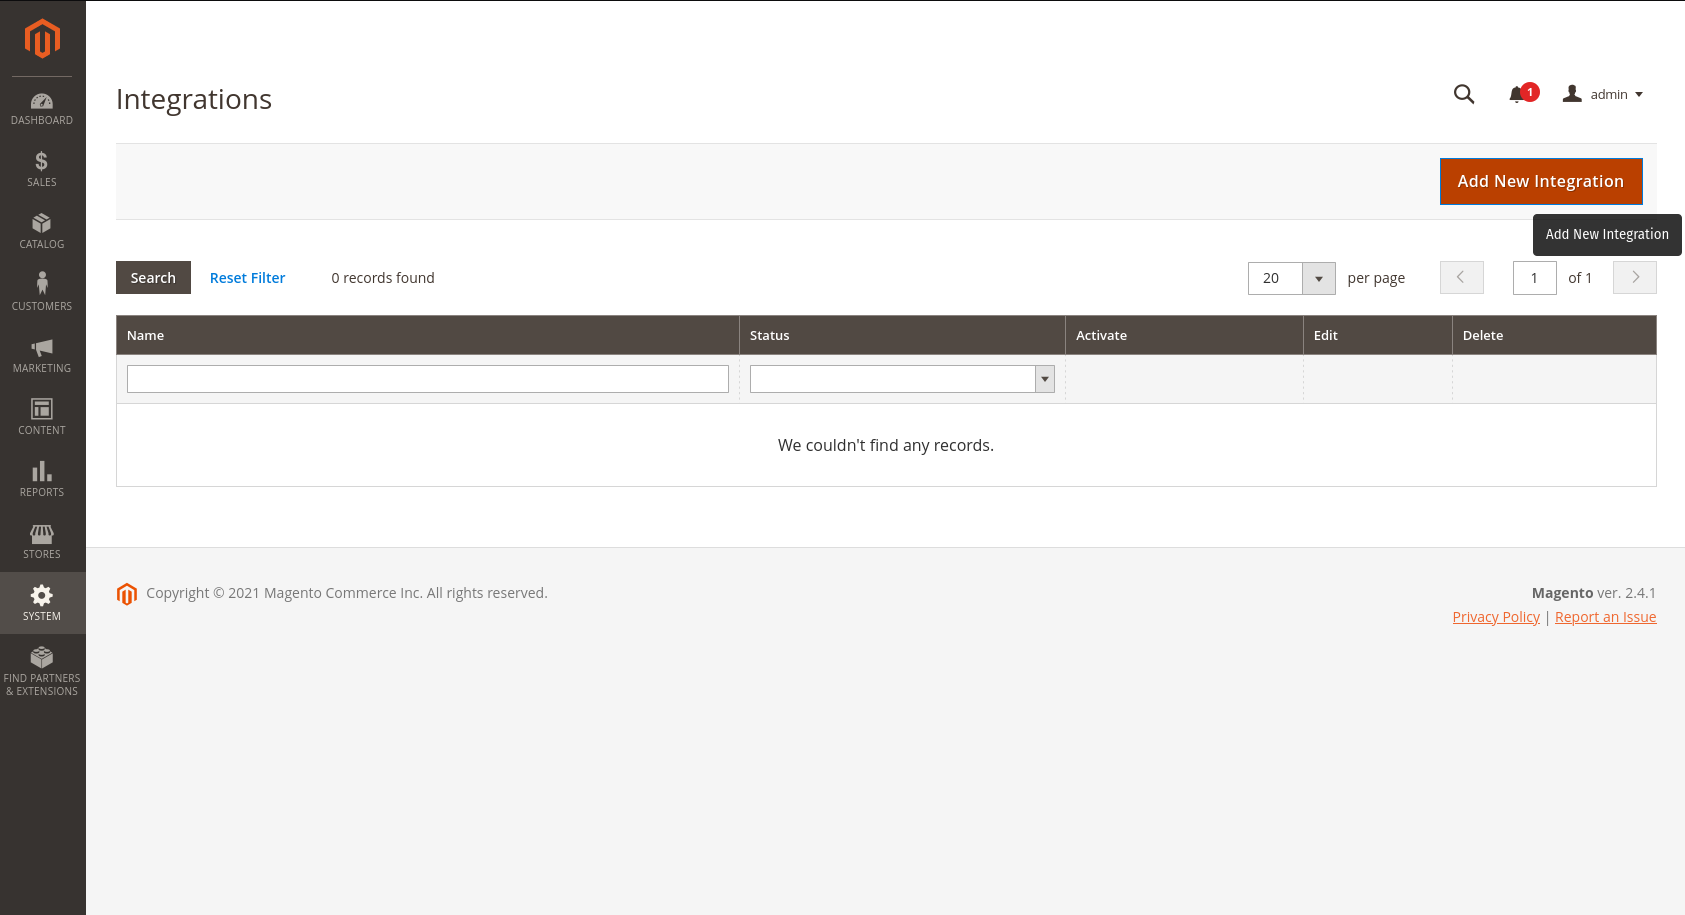 DASHBOARD
SALES
CATALOG
CUSTOMERS
MARKETING
CONTENT
REPORTS
STORES
SYSTEM
FIND PARTNERS
& EXTENSIONS
Integrations
1
admin
Add New Integration
Add New Integration
Search Reset Filter 0 records found 20 per page 1 of 1
Name Status Activate Edit Delete
We couldn't find any records.
Copyright © 2021 Magento Commerce Inc. All rights reserved.
Magento ver. 2.4.1
Privacy Policy | Report an Issue